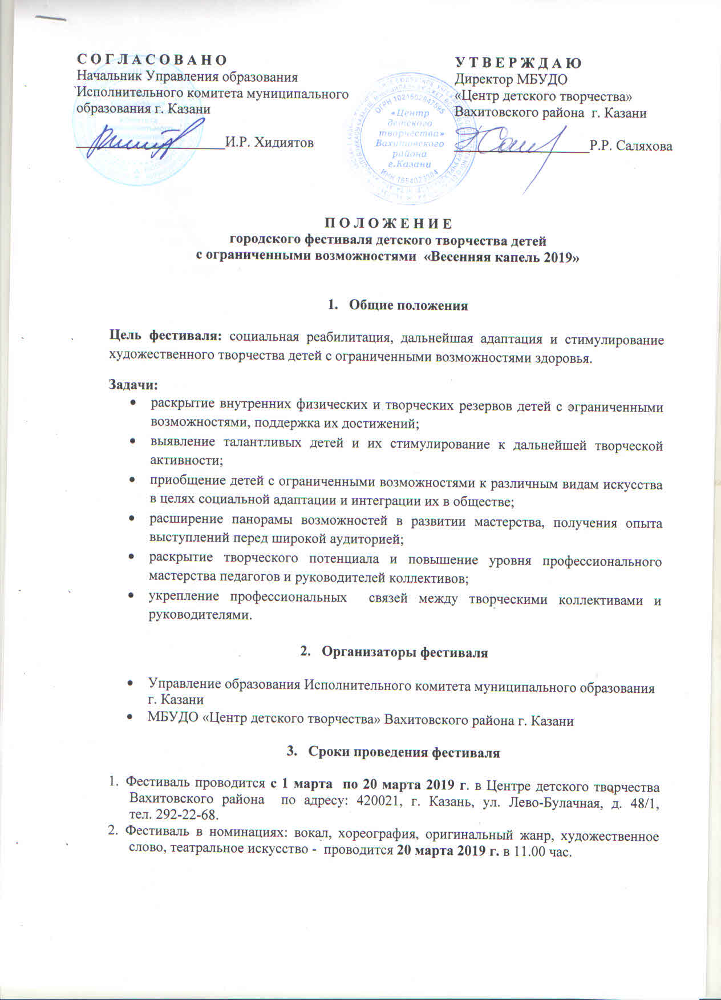 СОГЛАСОВАНО
Начальник Управления образования
Исполнительного комитета муниципального
образования г. Казани
И.Р. Хидиятов
УТВЕРЖДАЮ
Директор МБУДО
«Центр детского творчества»
Вахитовского района г. Казани
Р.Р. Саляхова
ОГРН 1021602847595
«Центр
детского
творчества»
Вахитовского
района
г.Казани
ПОЛОЖЕНИЕ
городского фестиваля детского творчества детей
с ограниченными возможностями «Весенняя капель 2019»
1. Общие положения
Цель фестиваля: социальная реабилитация, дальнейшая адаптация и стимулирование
художественного творчества детей с ограниченными возможностями здоровья.
Задачи:
• раскрытие внутренних физических и творческих резервов детей с ограниченными
возможностями, поддержка их достижений;
• выявление талантливых детей и их стимулирование к дальнейшей творческой
активности;
• приобщение детей с ограниченными возможностями к различным видам искусства
в целях социальной адаптации и интеграции их в обществе;
• расширение панорамы возможностей в развитии мастерства, получения опыта
выступлений перед широкой аудиторией;
• раскрытие творческого потенциала и повышение уровня профессионального
мастерства педагогов и руководителей коллективов;
• укрепление профессиональных связей между творческими коллективами и
руководителями.
2. Организаторы фестиваля
• Управление образования Исполнительного комитета муниципального образования
г. Казани
• МБУДО «Центр детского творчества» Вахитовского района г. Казани
3. Сроки проведения фестиваля
1. Фестиваль проводится с 1 марта по 20 марта 2019 г. в Центре детского творчества
Вахитовского района по адресу: 420021, г. Казань, ул. Лево-Булачная, д. 48/1,
тел. 292-22-68.
2. Фестиваль в номинациях: вокал, хореография, оригинальный жанр, художественное
слово, театральное искусство - проводится 20 марта 2019 г. в 11.00 час.